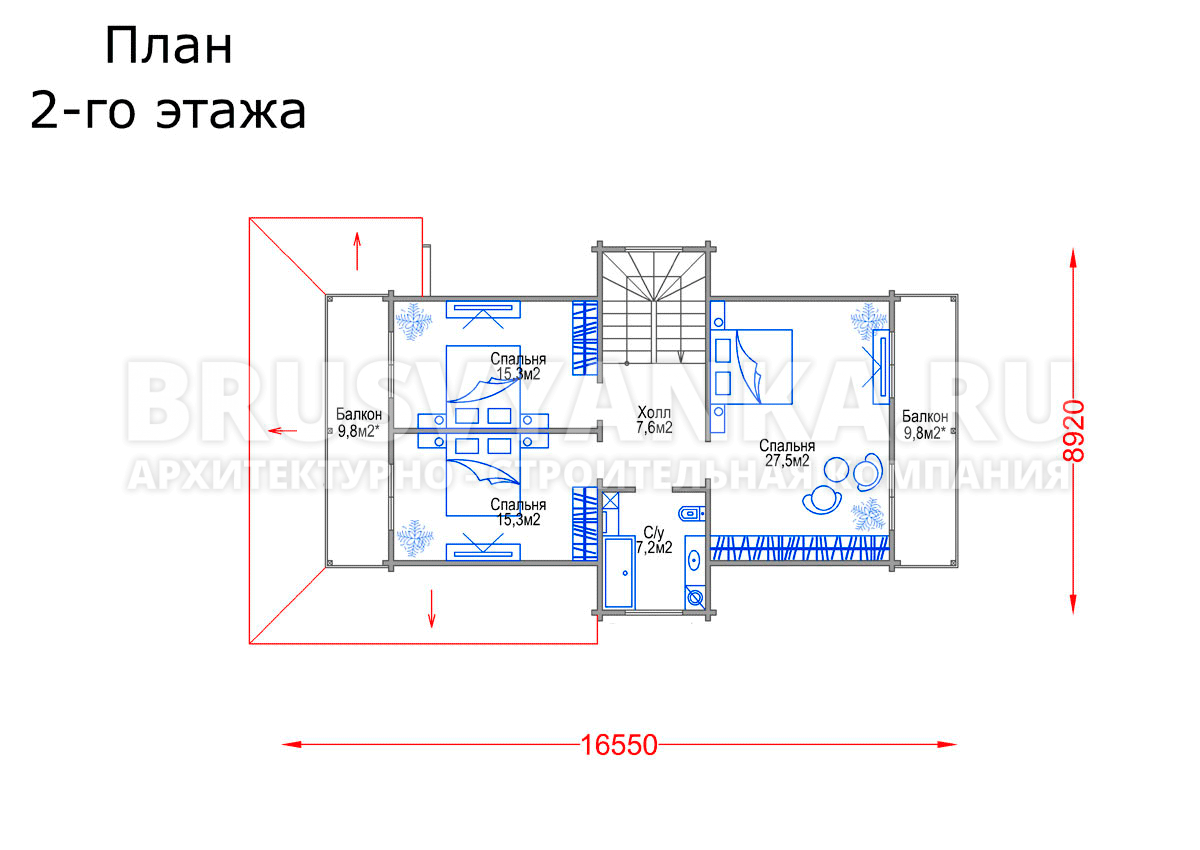 План
2-го этажа
Спальня
15,3м2
Балкон
9,8м2*
Холл
7,6м2
Балкон
9,8м2*
Спальня
27,5м2
Спальня
15,3м2
С/у
7,2м2
BRUSVYANKA.RU
АРХИТЕКТУРНО-СТРОИТЕЛЬНАЯ КОМПАНИЯ
8920
16550